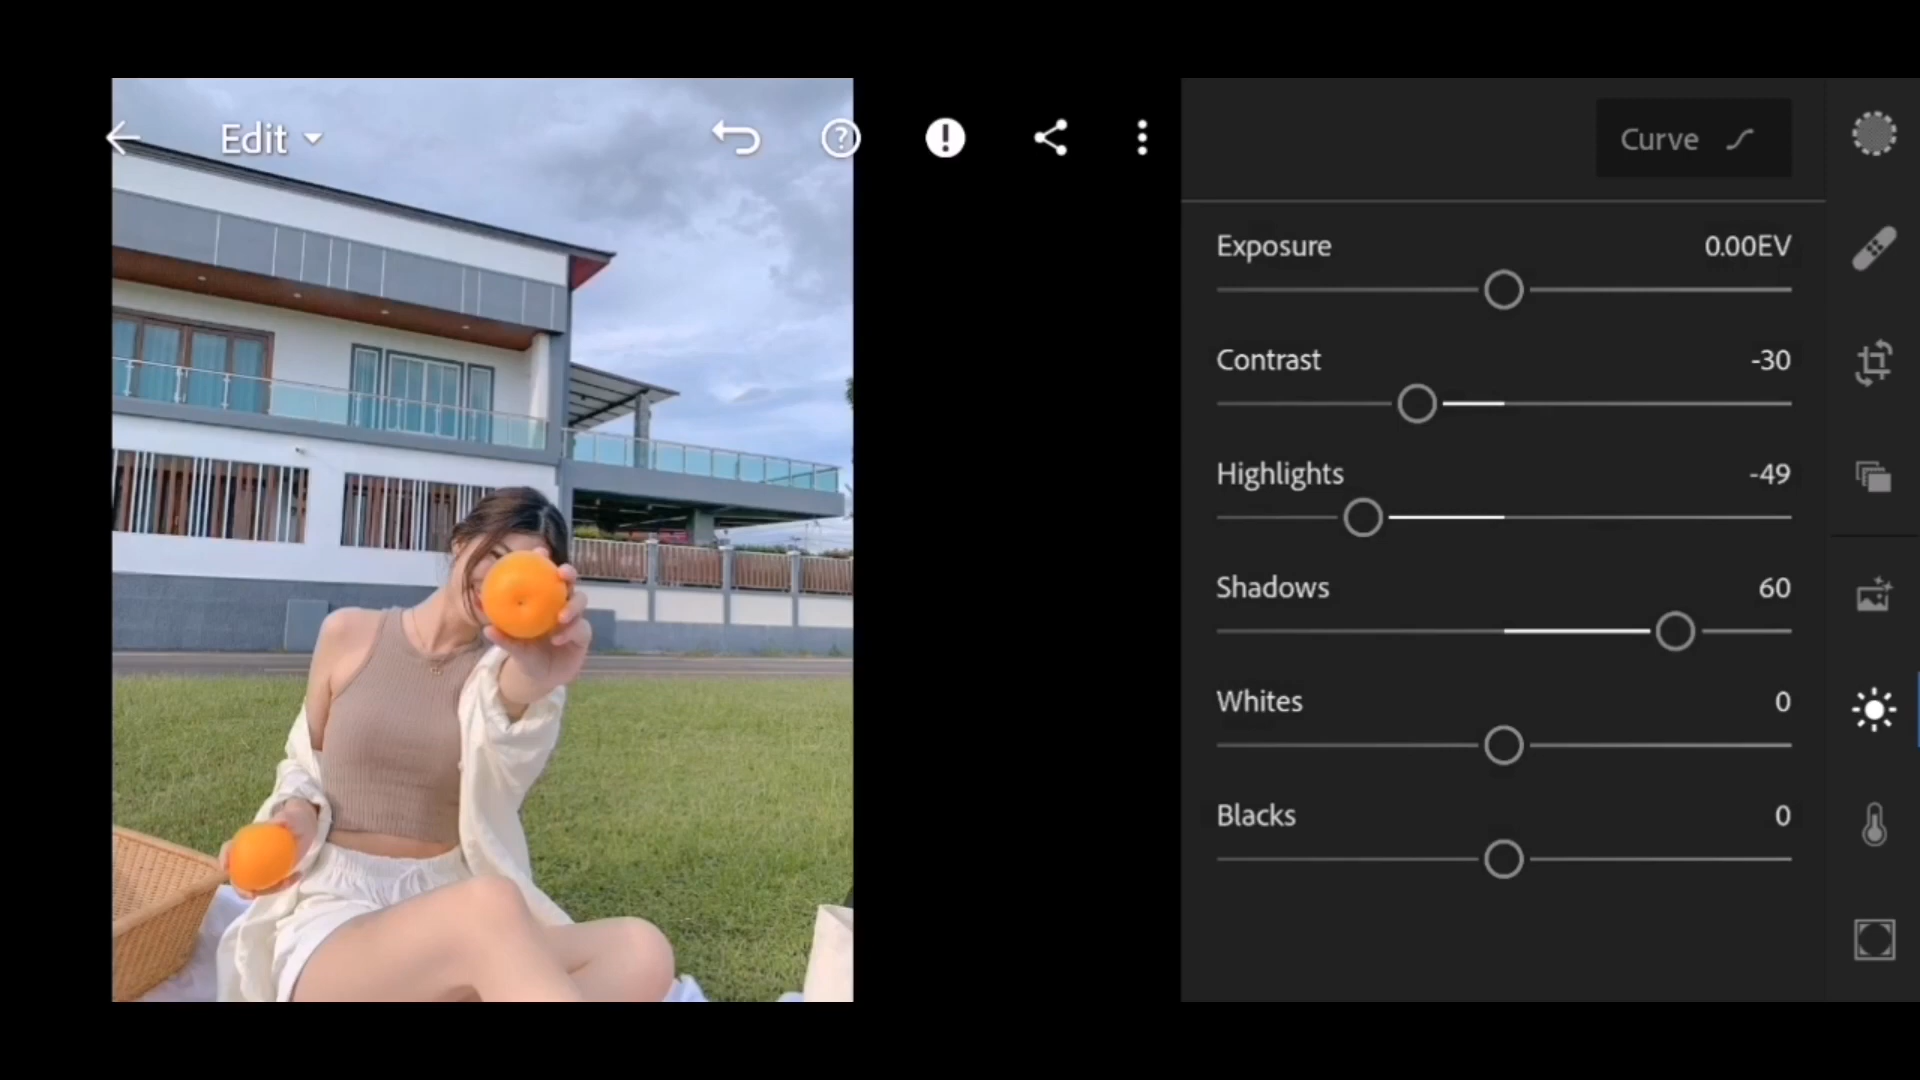 Edit
Curve
Exposure 0.00EV
Contrast -30
Highlights -49
Shadows 60
Whites 0
Blacks 0